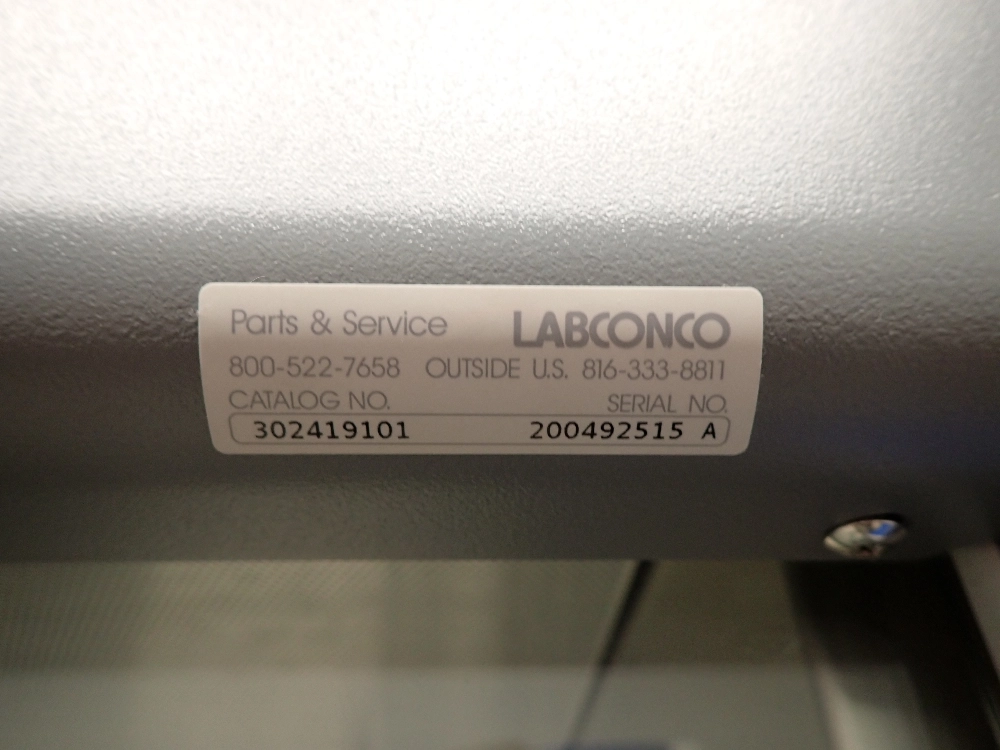 Parts & Service LABCONCO
800-522-7658 OUTSIDE U.S. 816-333-8811
CATALOG NO. SERIAL NO.
302419101 200492515 A